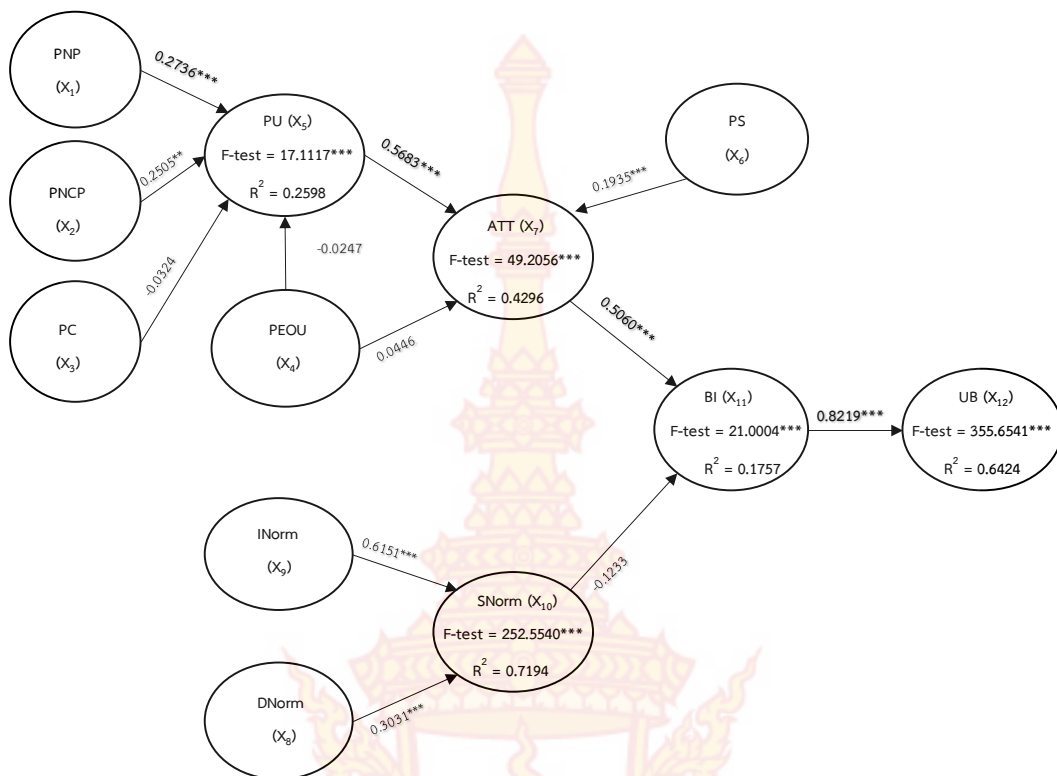 PNP
(X₁)
0.2736***
PU (X₅)
F-test = 17.1117***
R² = 0.2598
PS
(X₆)
PNCP
(X₂)
0.2505**
0.5683***
0.1935***
ATT (X₇)
F-test = 49.2056***
R² = 0.4296
PC
(X₃)
-0.0324
-0.0247
PEOU
(X₄)
0.0446
0.5060***
BI (X₁₁)
F-test = 21.0004***
R² = 0.1757
0.8219***
UB (X₁₂)
F-test = 355.6541***
R² = 0.6424
INorm
(X₉)
0.6151***
-0.1233
SNorm (X₁₀)
F-test = 252.5540***
R² = 0.7194
DNorm
(X₈)
0.3031***